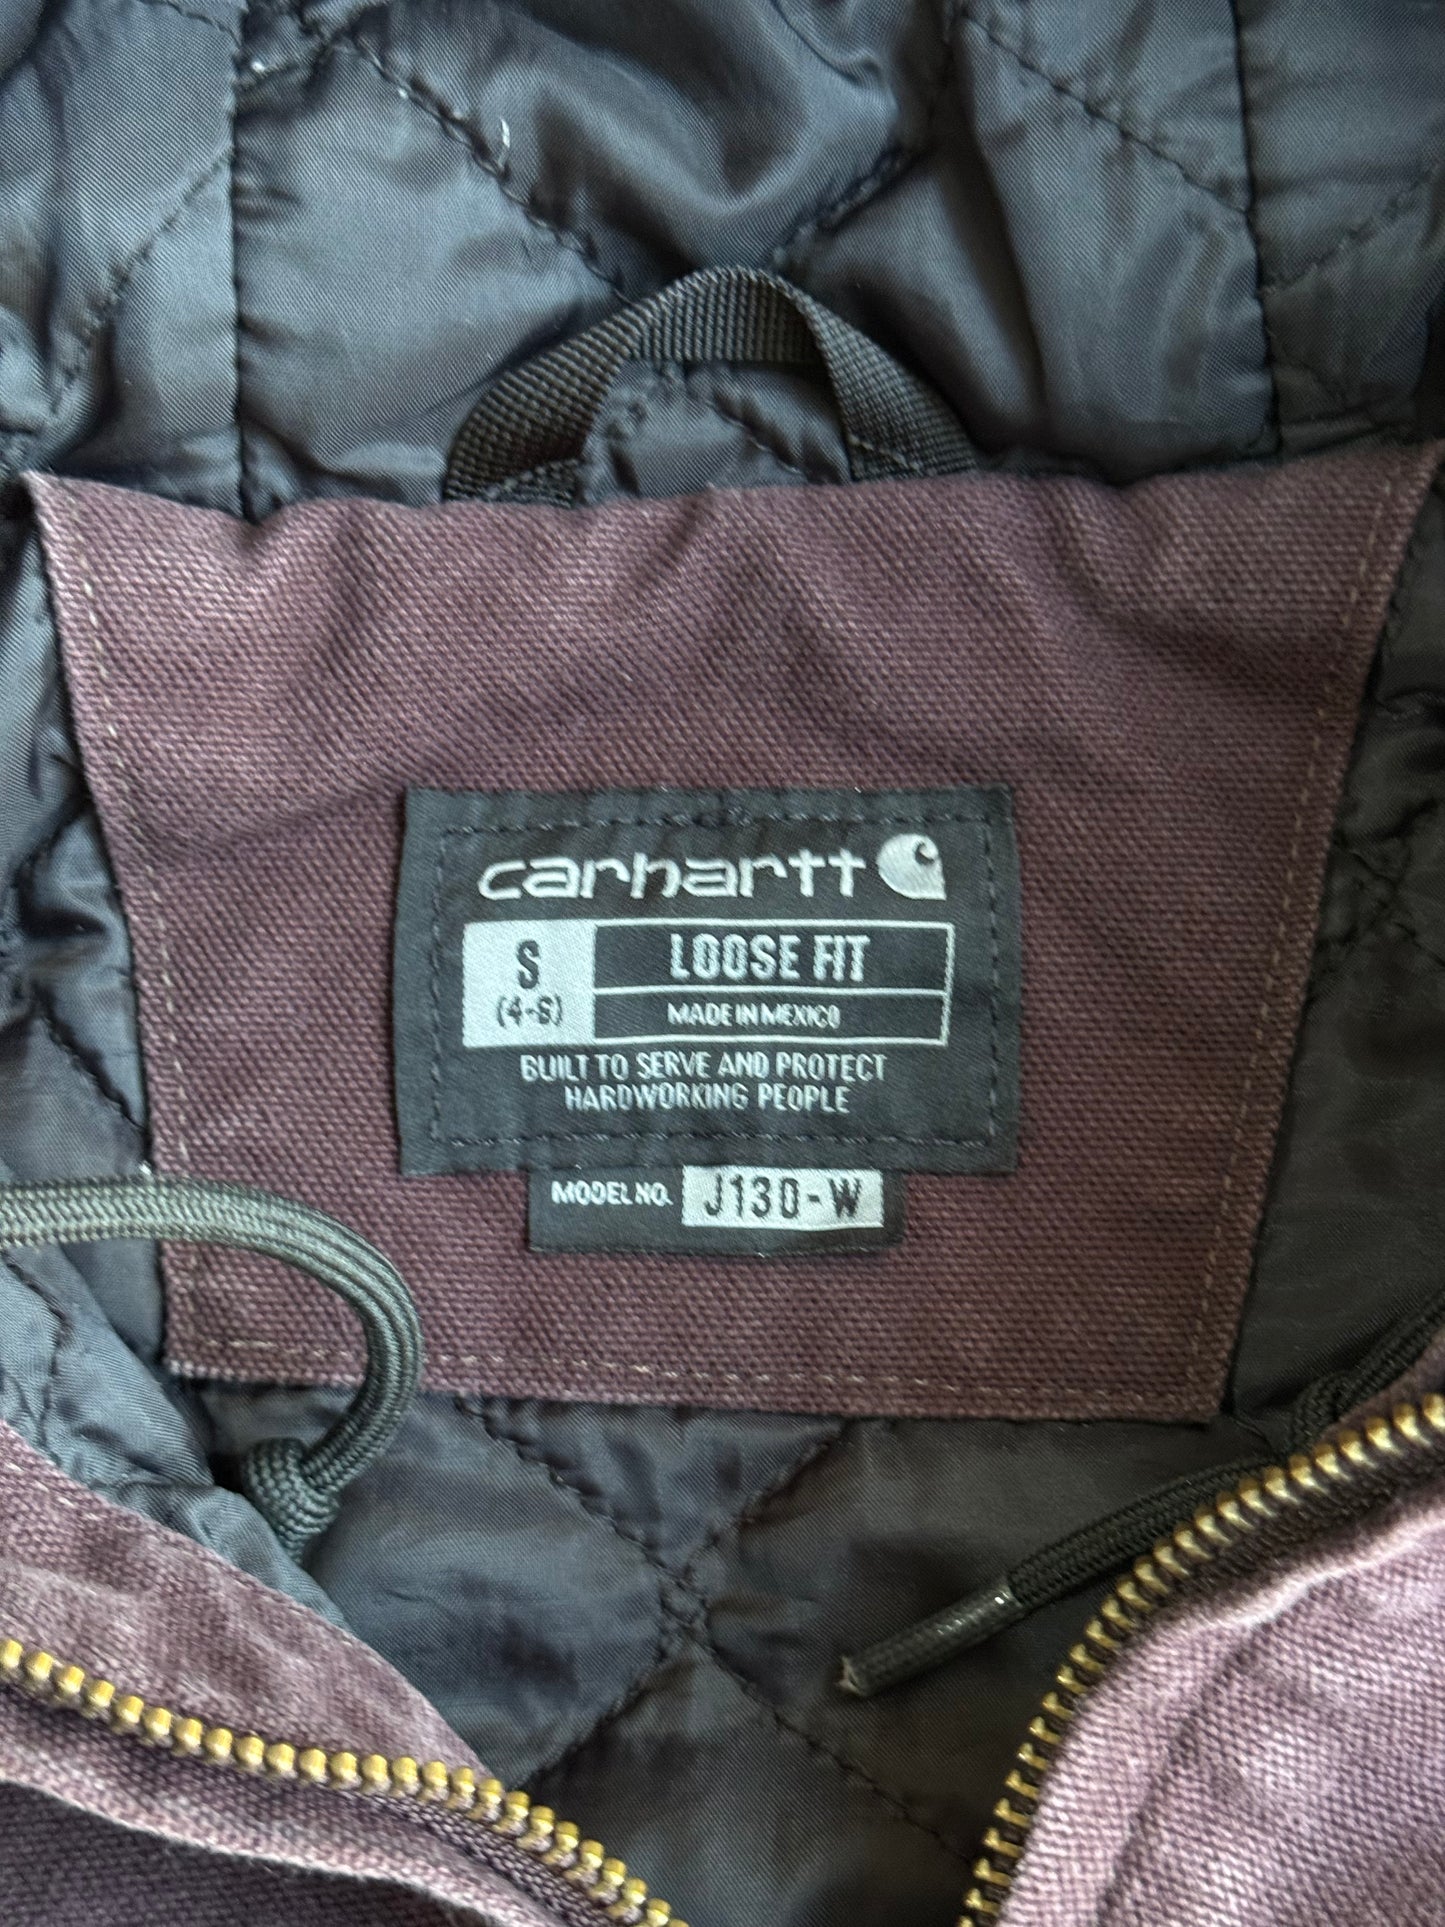 carhartt
S
(4-6)
LOOSE FIT
MADE IN MEXICO
BUILT TO SERVE AND PROTECT
HARDWORKING PEOPLE
MODEL NO. J130-W